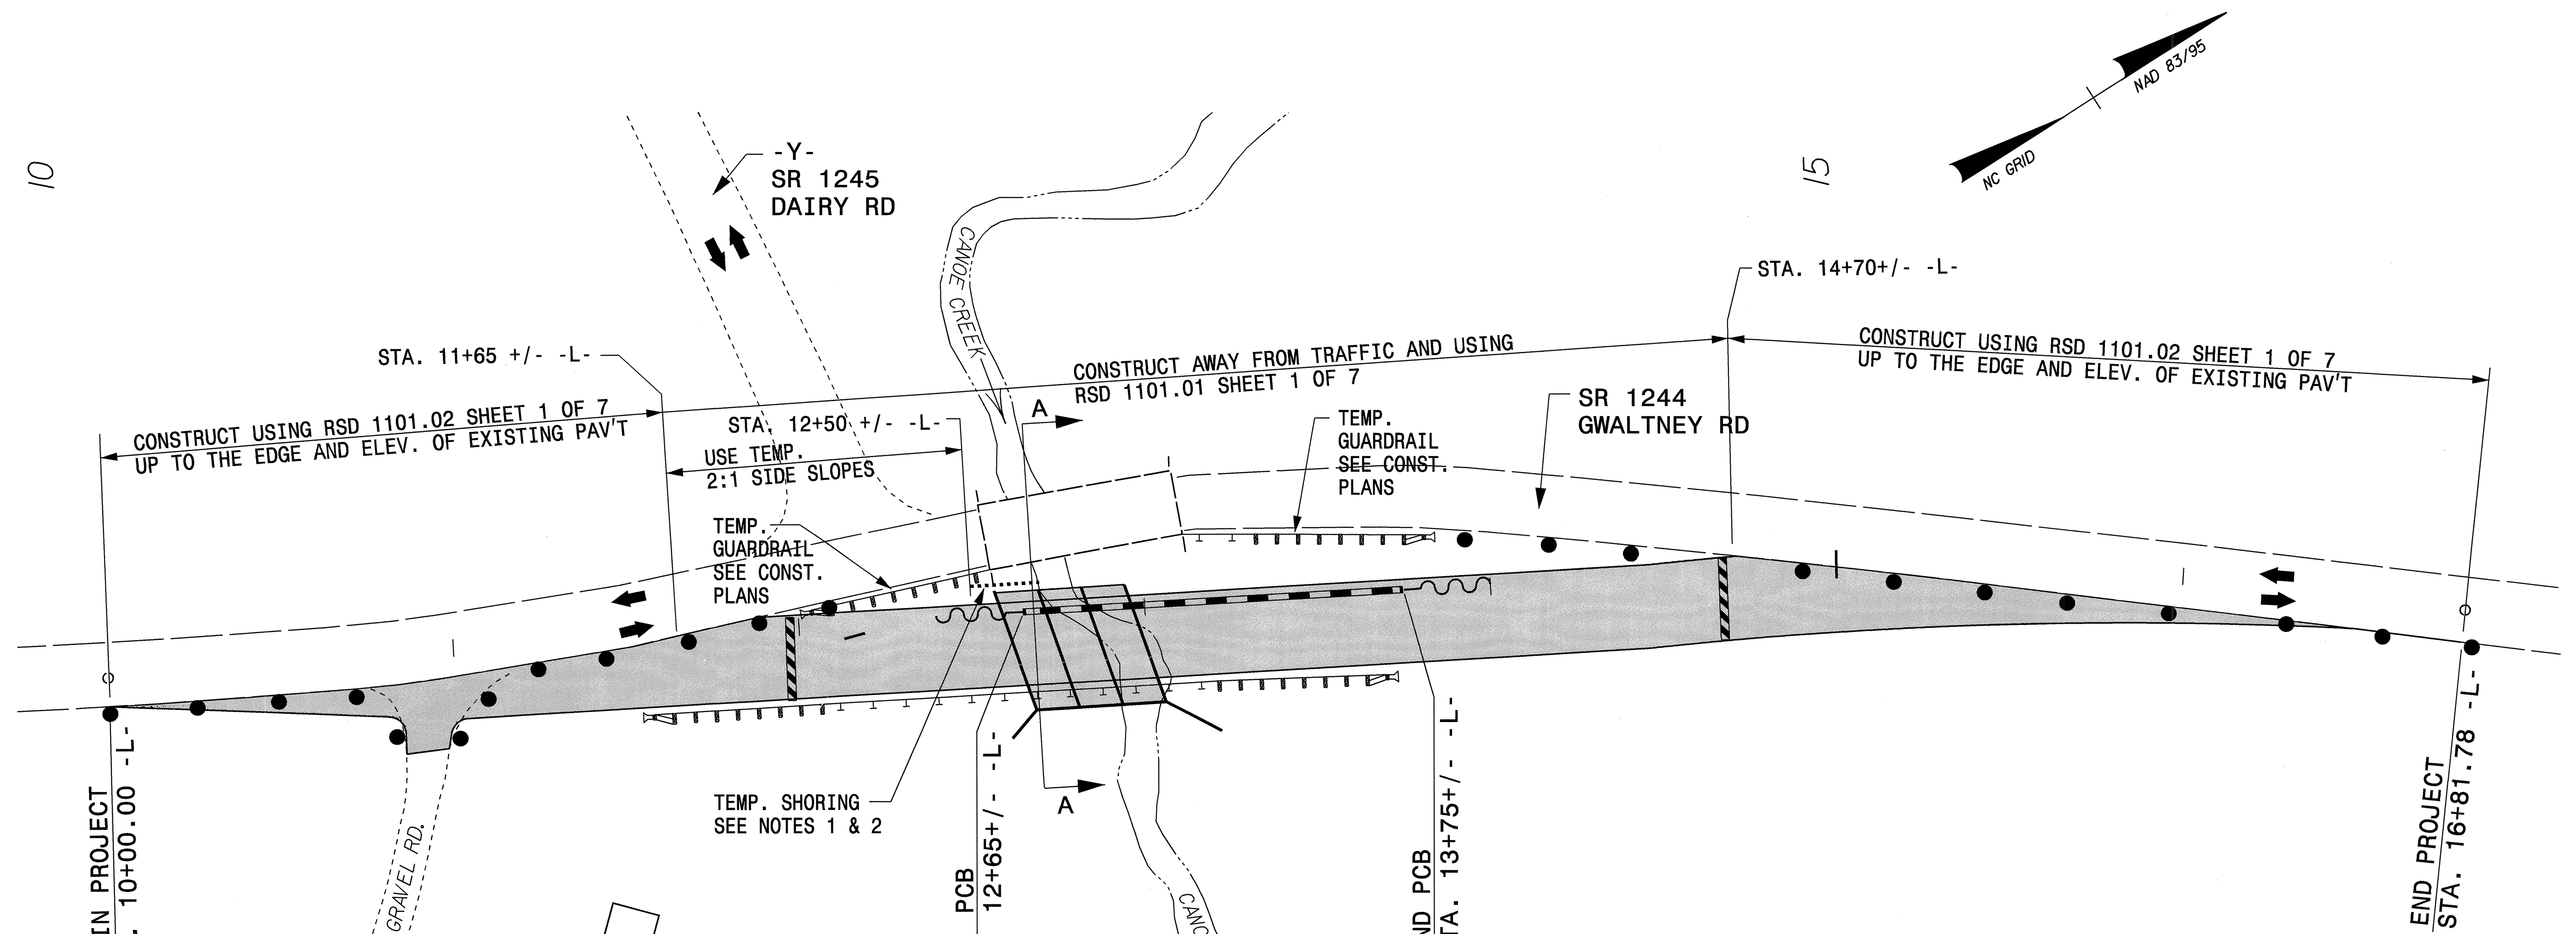 NAD 83/95
NC GRID
10
15
-Y-
SR 1245
DAIRY RD
CANOE CREEK
STA. 14+70+/- -L-
STA. 11+65 +/- -L-
CONSTRUCT AWAY FROM TRAFFIC AND USING
RSD 1101.01 SHEET 1 OF 7
CONSTRUCT USING RSD 1101.02 SHEET 1 OF 7
UP TO THE EDGE AND ELEV. OF EXISTING PAV'T
CONSTRUCT USING RSD 1101.02 SHEET 1 OF 7
UP TO THE EDGE AND ELEV. OF EXISTING PAV'T
STA. 12+50 +/- -L-
USE TEMP.
2:1 SIDE SLOPES
A
TEMP.
GUARDRAIL
SEE CONST.
PLANS
SR 1244
GWALTNEY RD
TEMP.
GUARDRAIL
SEE CONST.
PLANS
TEMP. SHORING
SEE NOTES 1 & 2
A
IN PROJECT
. 10+00.00 -L-
GRAVEL RD.
PCB
12+65+/- -L-
CANO
ND PCB
TA. 13+75+/- -L-
END PROJECT
STA. 16+81.78 -L-